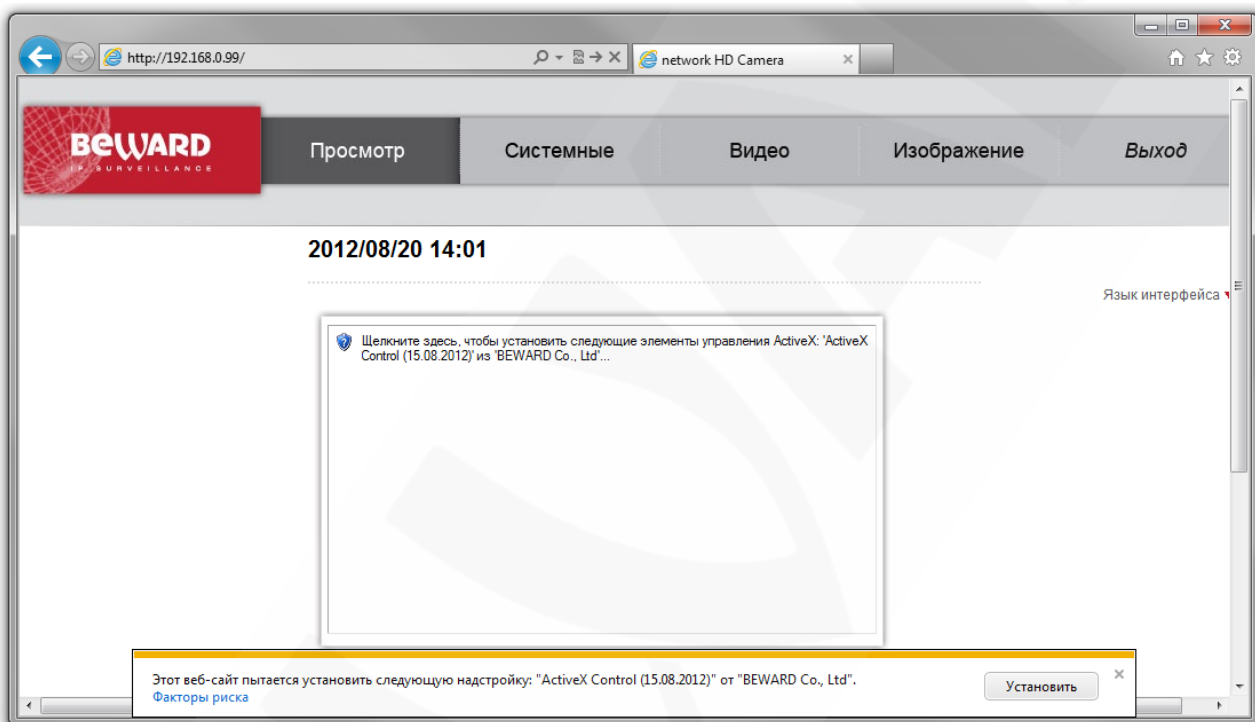 http://192.168.0.99/
network HD Camera
BEWARD
IP SURVEILLANCE
Просмотр
Системные
Видео
Изображение
Выход
2012/08/20 14:01
Язык интерфейса
Щелкните здесь, чтобы установить следующие элементы управления ActiveX: 'ActiveX
Control (15.08.2012)' из 'BEWARD Co., Ltd'...
Этот веб-сайт пытается установить следующую надстройку: "ActiveX Control (15.08.2012)" от "BEWARD Co., Ltd".
Факторы риска
Установить